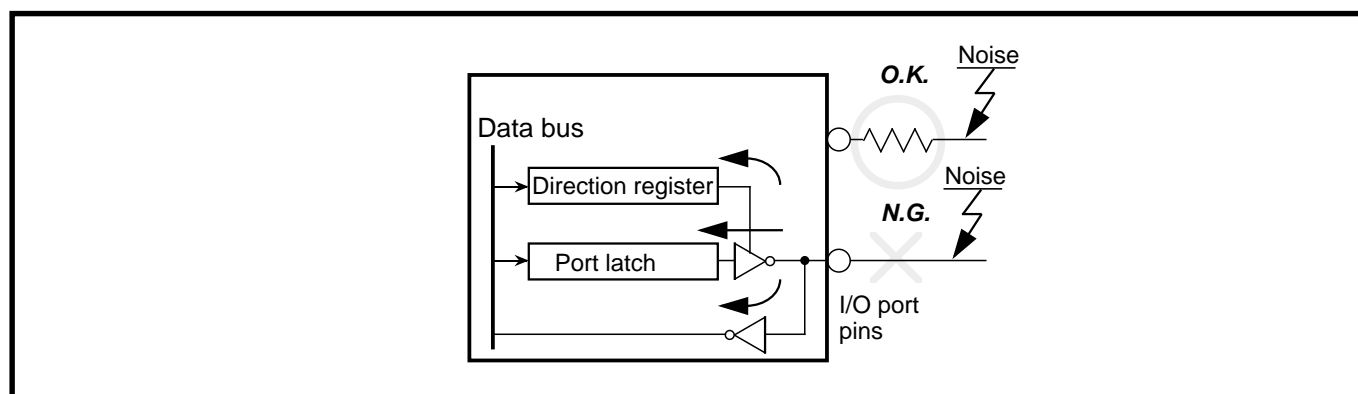 Noise
O.K.
Data bus
Direction register
Noise
N.G.
Port latch
I/O port
pins